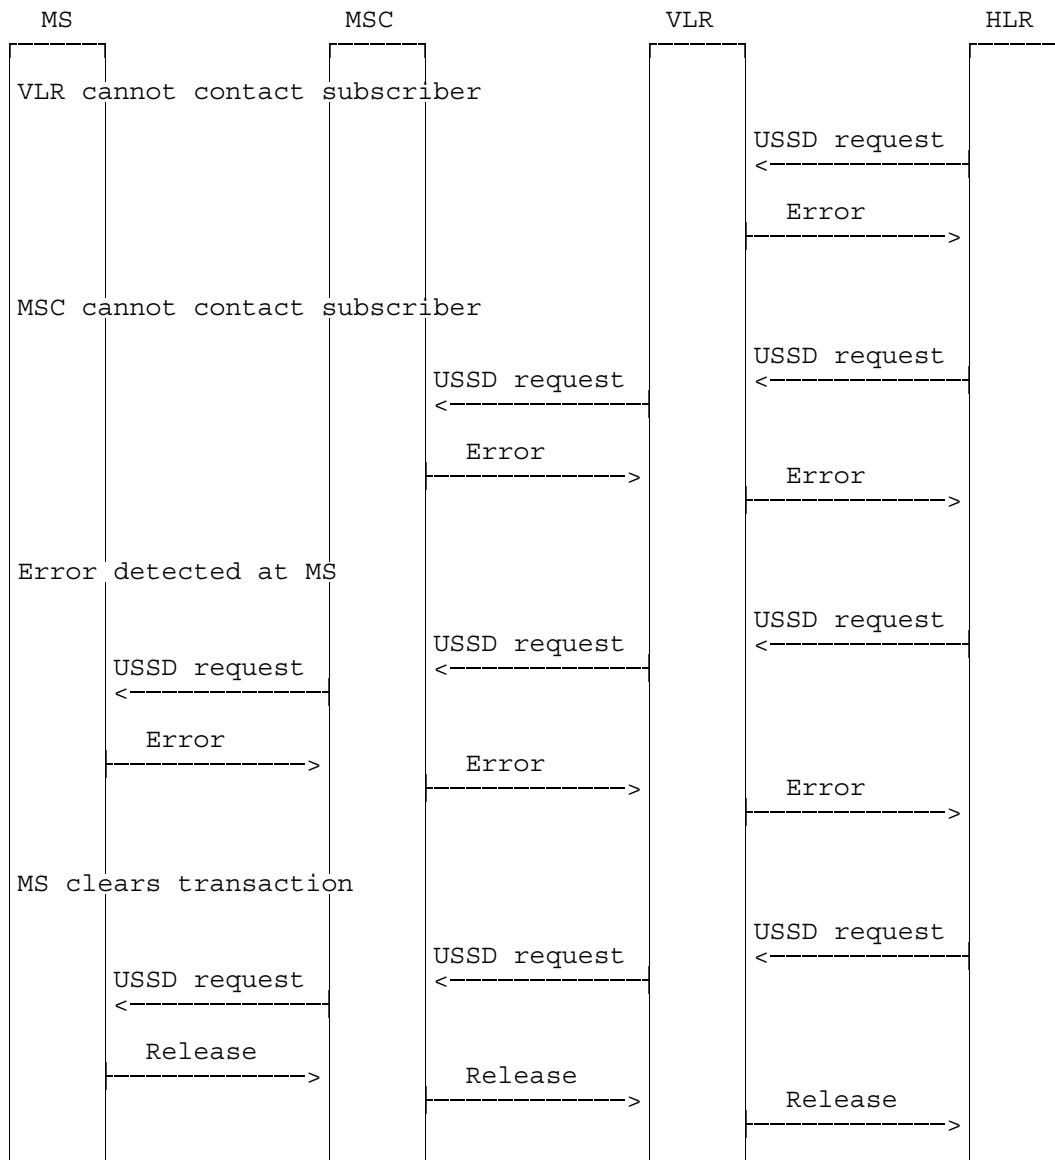 MS MSC VLR HLR
VLR cannot contact subscriber
USSD request
Error
MSC cannot contact subscriber
USSD request
USSD request
Error
Error
Error detected at MS
USSD request
USSD request
USSD request
Error
Error
Error
MS clears transaction
USSD request
USSD request
USSD request
Release
Release
Release